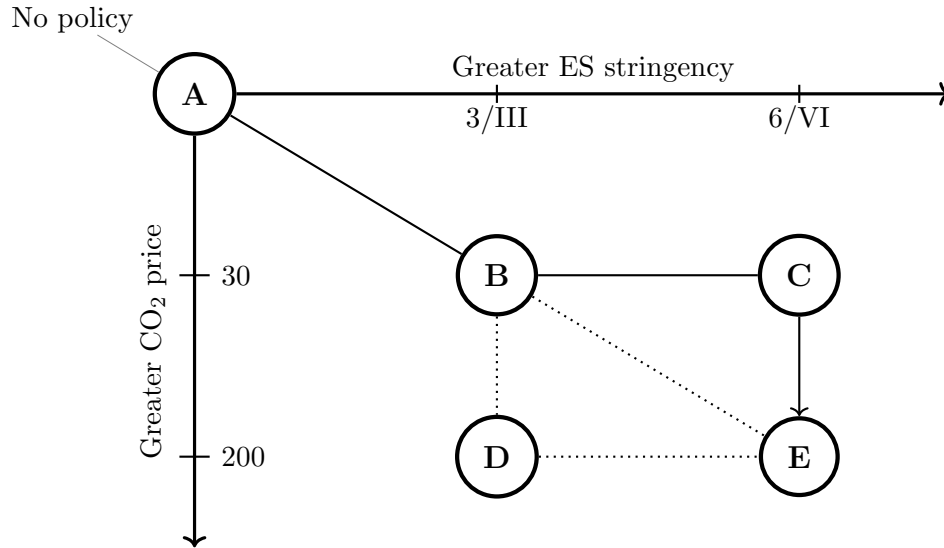 No policy
A
Greater ES stringency
3/III
6/VI
Greater CO₂ price
30
B
C
200
D
E